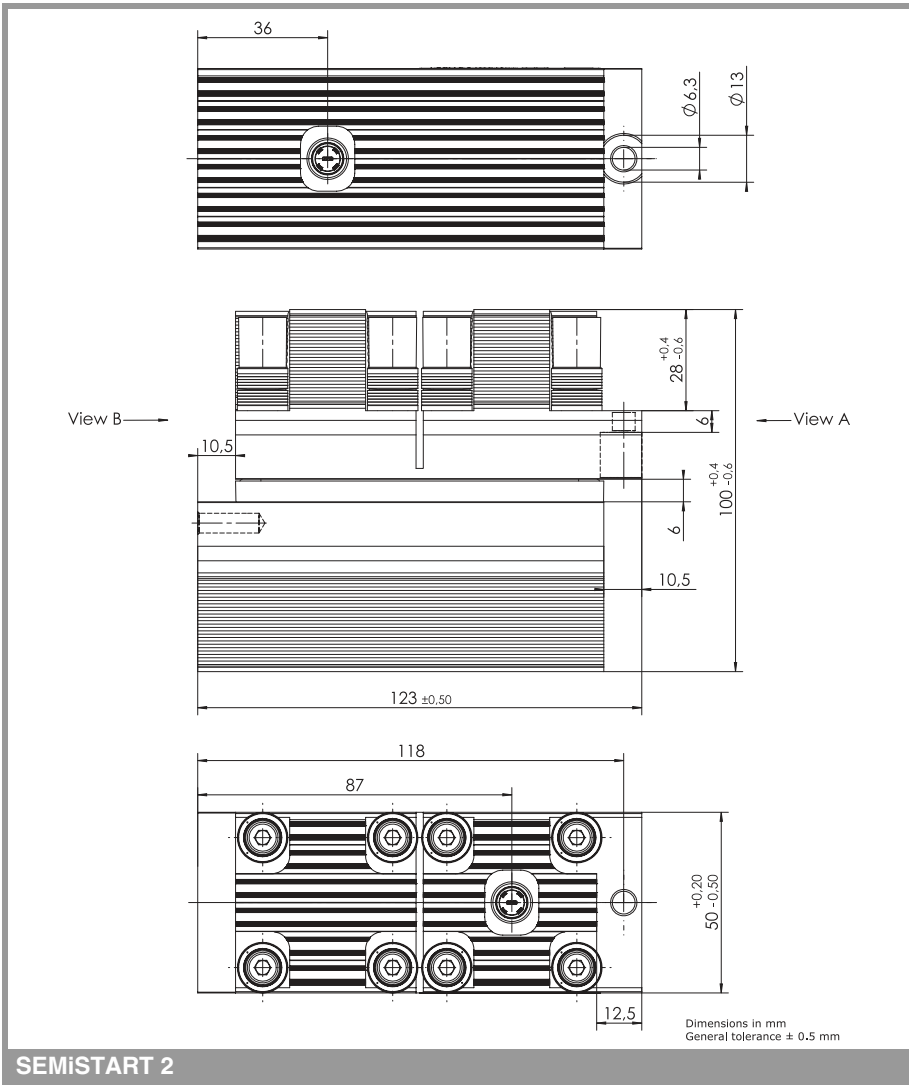 36
Ø6,3
Ø13
View B
View A
28 +0,4 -0,6
6
10,5
100 +0,4 -0,6
6
10,5
123 ±0,50
118
87
50 +0,20 -0,50
12,5
Dimensions in mm
General tolerance ± 0.5 mm
SEMiSTART 2